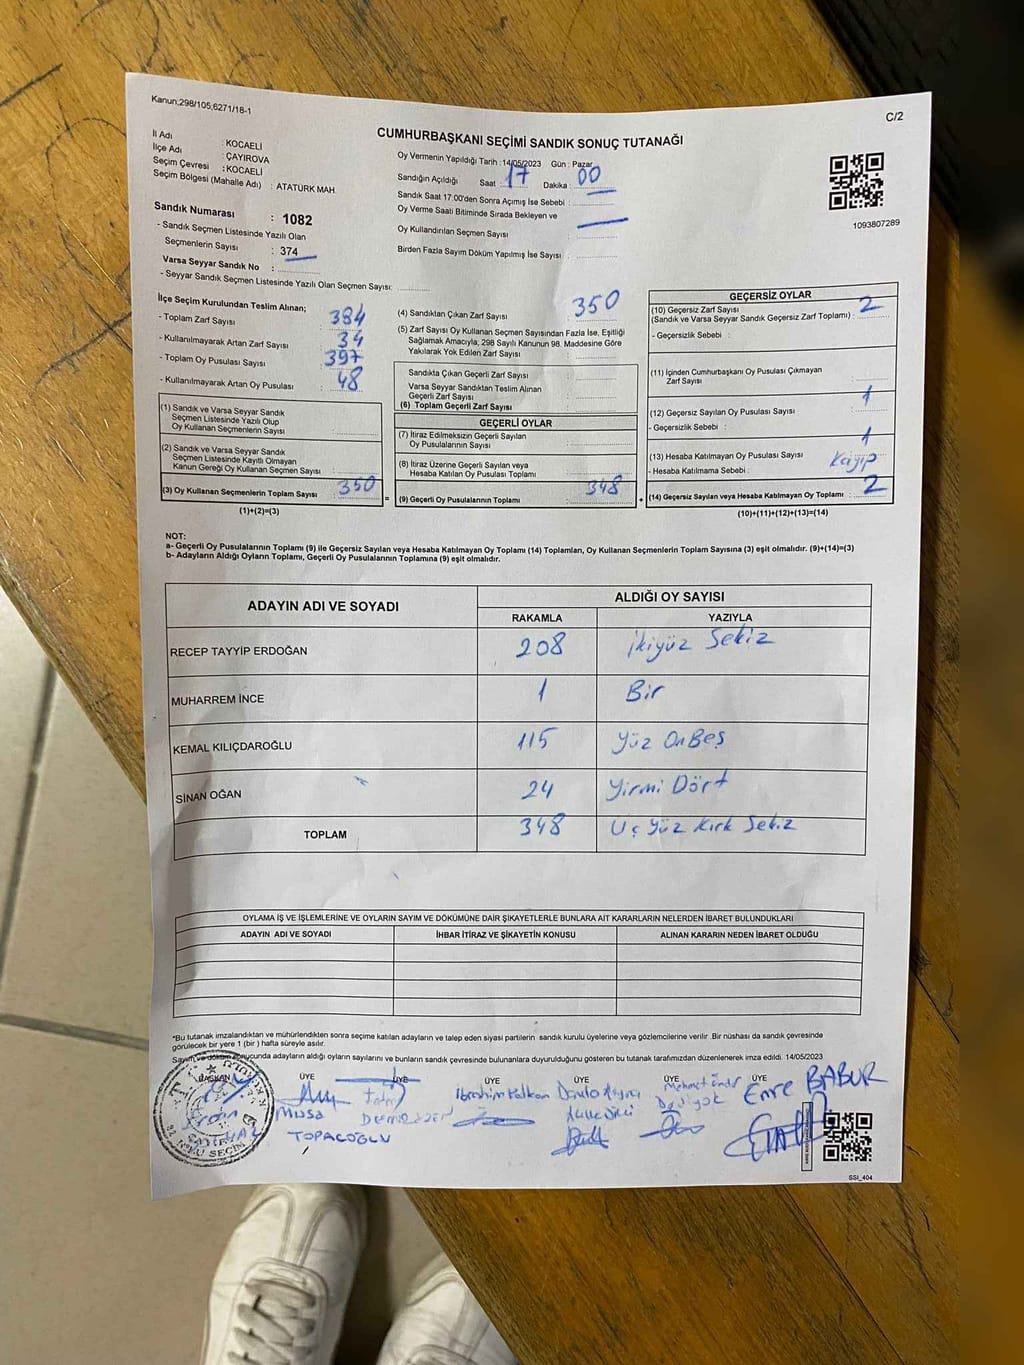 Kanun;298/105,6271/18-1
C/2
CUMHURBAŞKANI SEÇİMİ SANDIK SONUÇ TUTANAĞI
İl Adı : KOCAELİ
İlçe Adı : ÇAYIROVA
Seçim Çevresi : KOCAELİ
Seçim Bölgesi (Mahalle Adı) : ATATÜRK MAH.
Sandık Numarası : 1082
- Sandık Seçmen Listesinde Yazılı Olan
Seçmenlerin Sayısı : 374
Varsa Seyyar Sandık No :
- Seyyar Sandık Seçmen Listesinde Yazılı Olan Seçmen Sayısı:
Oy Vermenin Yapıldığı Tarih : 14/05/2023 Gün : Pazar
Sandığın Açıldığı Saat : 17 Dakika : 00
Sandık Saat 17:00'den Sonra Açımış İse Sebebi :
Oy Verme Saati Bitiminde Sırada Bekleyen ve
Oy Kullandırılan Seçmen Sayısı :
Birden Fazla Sayım Döküm Yapılmış İse Sayısı :
1093807289
İlçe Seçim Kurulundan Teslim Alınan;
- Toplam Zarf Sayısı : 384
- Kullanılmayarak Artan Zarf Sayısı : 34
- Toplam Oy Pusulası Sayısı : 397
- Kullanılmayarak Artan Oy Pusulası : 48
(1) Sandık ve Varsa Seyyar Sandık
Seçmen Listesinde Yazılı Olup
Oy Kullanan Seçmenlerin Sayısı :
(2) Sandık ve Varsa Seyyar Sandık
Seçmen Listesinde Kayıtlı Olmayan
Kanun Gereği Oy Kullanan Seçmen Sayısı :
(3) Oy Kullanan Seçmenlerin Toplam Sayısı : 350
(1)+(2)=(3)
(4) Sandıktan Çıkan Zarf Sayısı : 350
(5) Zarf Sayısı Oy Kullanan Seçmen Sayısından Fazla İse, Eşitliği
Sağlamak Amacıyla, 298 Sayılı Kanunun 98. Maddesine Göre
Yakılarak Yok Edilen Zarf Sayısı :
Sandıkta Çıkan Geçerli Zarf Sayısı :
Varsa Seyyar Sandıktan Teslim Alınan
Geçerli Zarf Sayısı :
(6) Toplam Geçerli Zarf Sayısı :
GEÇERLİ OYLAR
(7) İtiraz Edilmeksizin Geçerli Sayılan
Oy Pusulalarının Sayısı :
(8) İtiraz Üzerine Geçerli Sayılan veya
Hesaba Katılan Oy Pusulası Toplamı :
=
(9) Geçerli Oy Pusulalarının Toplamı : 348
+
GEÇERSİZ OYLAR
(10) Geçersiz Zarf Sayısı
(Sandık ve Varsa Seyyar Sandık Geçersiz Zarf Toplamı) : 2
- Geçersizlik Sebebi :
(11) İçinden Cumhurbaşkanı Oy Pusulası Çıkmayan
Zarf Sayısı :
(12) Geçersiz Sayılan Oy Pusulası Sayısı : 1
- Geçersizlik Sebebi :
(13) Hesaba Katılmayan Oy Pusulası Sayısı : 1
- Hesaba Katılmama Sebebi : Kayıp
(14) Geçersiz Sayılan veya Hesaba Katılmayan Oy Toplamı : 2
(10)+(11)+(12)+(13)=(14)
NOT:
a- Geçerli Oy Pusulalarının Toplamı (9) ile Geçersiz Sayılan veya Hesaba Katılmayan Oy Toplamı (14) Toplamları, Oy Kullanan Seçmenlerin Toplam Sayısına (3) eşit olmalıdır. (9)+(14)=(3)
b- Adayların Aldığı Oyların Toplamı, Geçerli Oy Pusulalarının Toplamına (9) eşit olmalıdır.
ADAYIN ADI VE SOYADI
ALDIĞI OY SAYISI
RAKAMLA YAZIYLA
RECEP TAYYİP ERDOĞAN 208 İkiyüz Sekiz
MUHARREM İNCE 1 Bir
KEMAL KILIÇDAROĞLU 115 Yüz OnBeş
SİNAN OĞAN 24 Yirmi Dört
TOPLAM 348 Üç Yüz Kırk Sekiz
OYLAMA İŞ VE İŞLEMLERİNE VE OYLARIN SAYIM VE DÖKÜMÜNE DAİR ŞİKAYETLERLE BUNLARA AİT KARARLARIN NELERDEN İBARET BULUNDUKLARI
ADAYIN ADI VE SOYADI İHBAR İTİRAZ VE ŞİKAYETİN KONUSU ALINAN KARARIN NEDEN İBARET OLDUĞU
*Bu tutanak imzalandıktan ve mühürlendikten sonra seçime katılan adayların ve talep eden siyasi partilerin sandık kurulu üyelerine veya gözlemcilerine verilir. Bir nüshası da sandık çevresinde
görülecek bir yere 1 (bir) hafta süreyle asılır.
Sayım ve döküm sonucunda adayların aldığı oyların sayılarını ve bunların sandık çevresinde bulunanlara duyurulduğunu gösteren bu tutanak tarafımızdan düzenlenerek imza edildi. 14/05/2023
BAŞKAN ÜYE ÜYE ÜYE ÜYE ÜYE ÜYE
Musa
TOPAÇOĞLU
İbrahim Kalkan
Mehmet
Emre BABUR
SSI_404